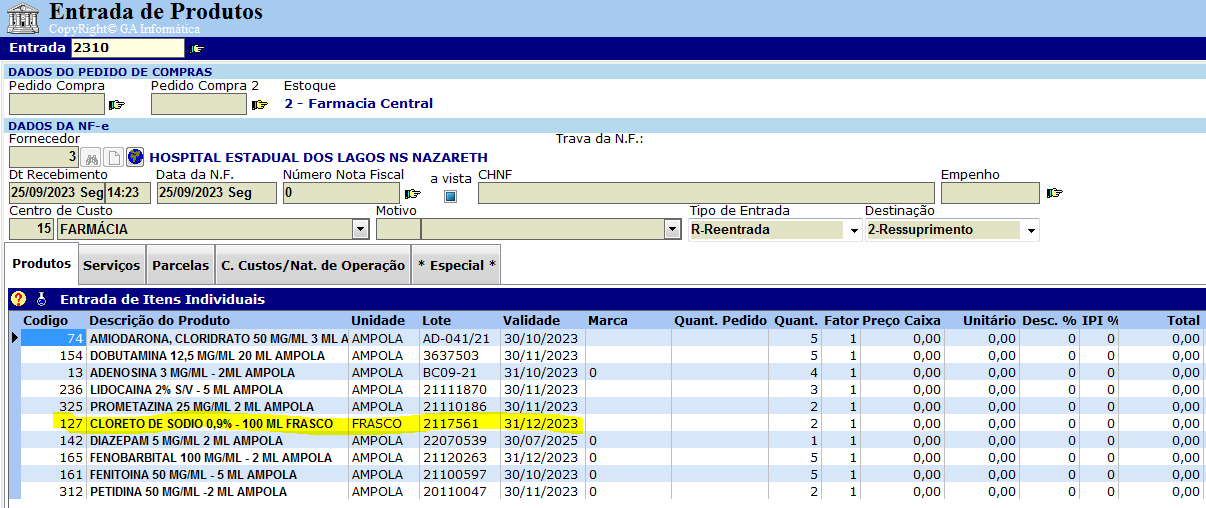 Entrada de Produtos
CopyRight© GA Informática
Entrada 2310
DADOS DO PEDIDO DE COMPRAS
Pedido Compra Pedido Compra 2 Estoque
2 - Farmacia Central
DADOS DA NF-e
Fornecedor Trava da N.F.:
3 HOSPITAL ESTADUAL DOS LAGOS NS NAZARETH
Dt Recebimento Data da N.F. Número Nota Fiscal a vista CHNF Empenho
25/09/2023 Seg 14:23 25/09/2023 Seg 0
Centro de Custo Motivo Tipo de Entrada Destinação
15 FARMÁCIA R-Reentrada 2-Ressuprimento
Produtos Serviços Parcelas C. Custos/Nat. de Operação * Especial *
? Entrada de Itens Individuais
Codigo Descrição do Produto Unidade Lote Validade Marca Quant. Pedido Quant. Fator Preço Caixa Unitário Desc. % IPI % Total
74 AMIODARONA, CLORIDRATO 50 MG/ML 3 ML A AMPOLA AD-041/21 30/10/2023 5 1 0,00 0,00 0 0 0,00
154 DOBUTAMINA 12,5 MG/ML 20 ML AMPOLA AMPOLA 3637503 30/11/2023 5 1 0,00 0,00 0 0 0,00
13 ADENOSINA 3 MG/ML - 2ML AMPOLA AMPOLA BC09-21 31/10/2023 0 4 1 0,00 0,00 0 0 0,00
236 LIDOCAINA 2% S/V - 5 ML AMPOLA AMPOLA 21111870 30/11/2023 3 1 0,00 0,00 0 0 0,00
325 PROMETAZINA 25 MG/ML 2 ML AMPOLA AMPOLA 21110186 30/11/2023 2 1 0,00 0,00 0 0 0,00
127 CLORETO DE SODIO 0,9% - 100 ML FRASCO FRASCO 2117561 31/12/2023 2 1 0,00 0,00 0 0 0,00
142 DIAZEPAM 5 MG/ML 2 ML AMPOLA AMPOLA 22070539 30/07/2025 0 1 1 0,00 0,00 0 0 0,00
165 FENOBARBITAL 100 MG/ML - 2 ML AMPOLA AMPOLA 21120263 31/12/2023 0 5 1 0,00 0,00 0 0 0,00
161 FENITOINA 50 MG/ML - 5 ML AMPOLA AMPOLA 21100597 30/10/2023 0 5 1 0,00 0,00 0 0 0,00
312 PETIDINA 50 MG/ML -2 ML AMPOLA AMPOLA 20110047 30/11/2023 0 2 1 0,00 0,00 0 0 0,00